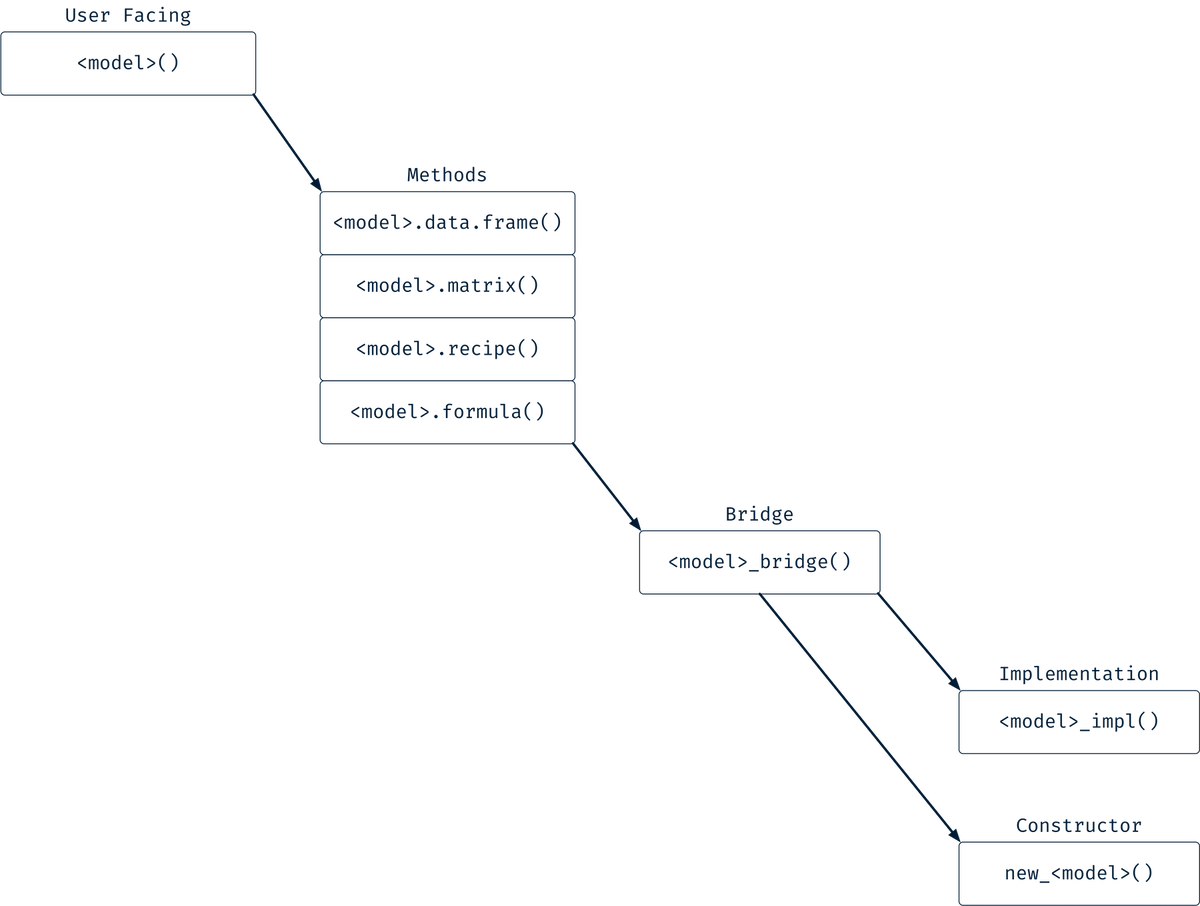 User Facing
<model>()
Methods
<model>.data.frame()
<model>.matrix()
<model>.recipe()
<model>.formula()
Bridge
<model>_bridge()
Implementation
<model>_impl()
Constructor
new_<model>()